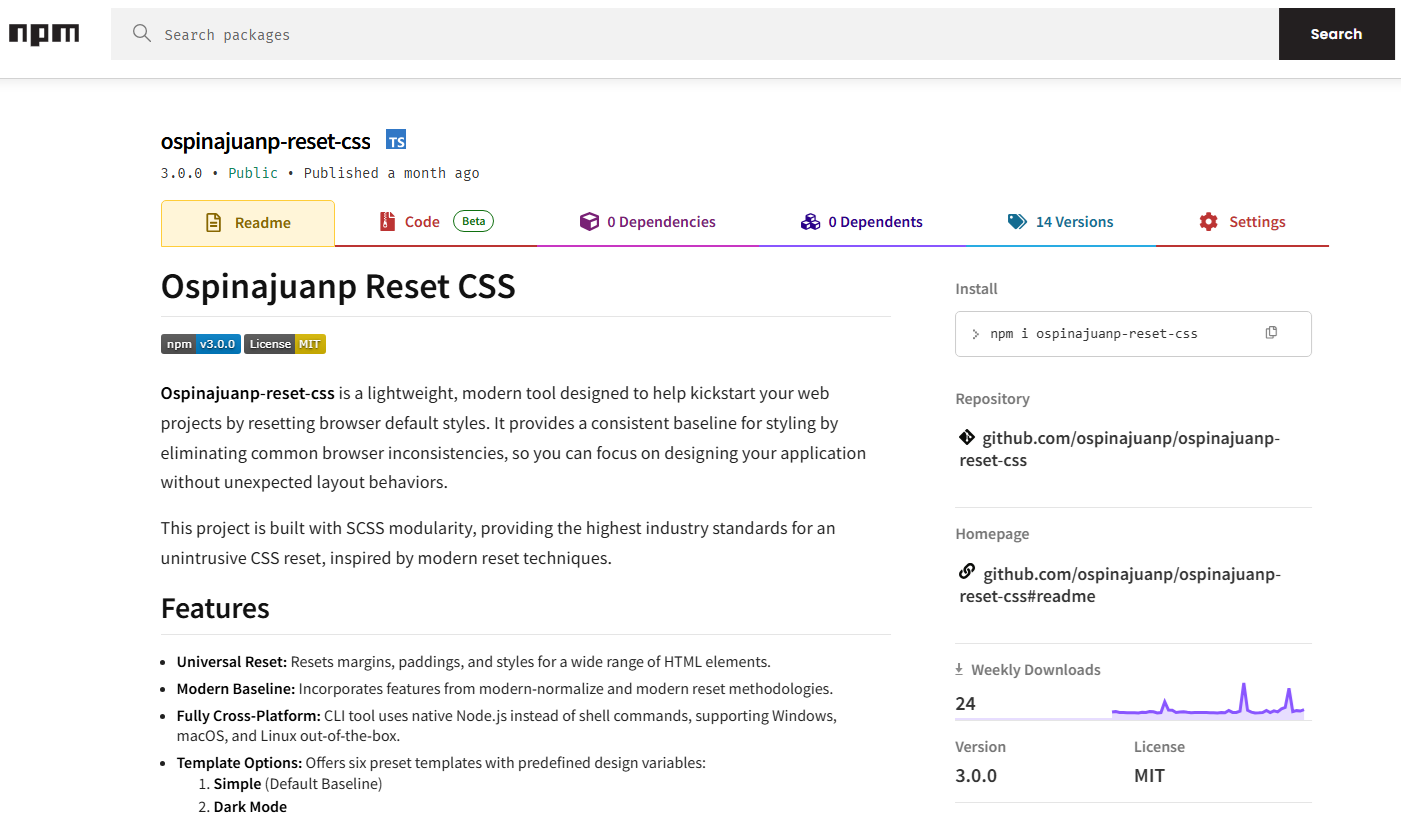 npm
Search packages
Search
ospinajuanp-reset-css TS
3.0.0 • Public • Published a month ago
Readme
Code Beta
0 Dependencies
0 Dependents
14 Versions
Settings
Ospinajuanp Reset CSS
npm v3.0.0 License MIT
Ospinajuanp-reset-css is a lightweight, modern tool designed to help kickstart your web
projects by resetting browser default styles. It provides a consistent baseline for styling by
eliminating common browser inconsistencies, so you can focus on designing your application
without unexpected layout behaviors.
This project is built with SCSS modularity, providing the highest industry standards for an
unintrusive CSS reset, inspired by modern reset techniques.
Features
• Universal Reset: Resets margins, paddings, and styles for a wide range of HTML elements.
• Modern Baseline: Incorporates features from modern-normalize and modern reset methodologies.
• Fully Cross-Platform: CLI tool uses native Node.js instead of shell commands, supporting Windows,
macOS, and Linux out-of-the-box.
• Template Options: Offers six preset templates with predefined design variables:
1. Simple (Default Baseline)
2. Dark Mode
Install
> npm i ospinajuanp-reset-css
Repository
github.com/ospinajuanp/ospinajuanp-
reset-css
Homepage
github.com/ospinajuanp/ospinajuanp-
reset-css#readme
Weekly Downloads
24
Version
3.0.0
License
MIT